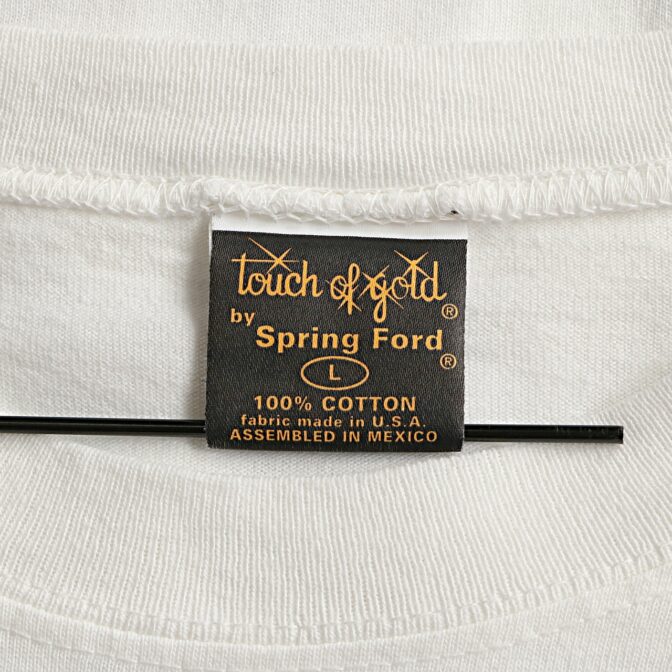 touch of gold®
by Spring Ford®
L
100% COTTON
fabric made in U.S.A.
ASSEMBLED IN MEXICO